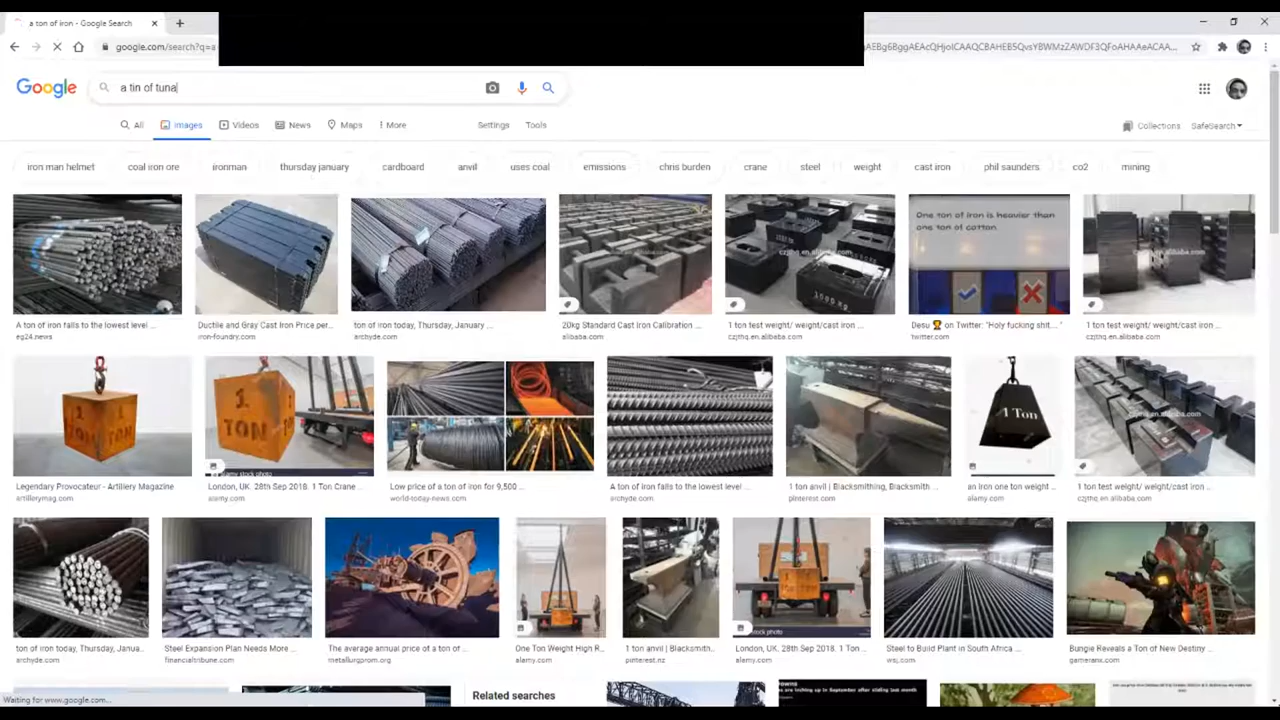 a ton of iron - Google Search
google.com/search?q=a
Google
a tin of tuna
All Images Videos News Maps More Settings Tools Collections SafeSearch
iron man helmet coal iron ore ironman thursday january cardboard anvil uses coal emissions chris burden crane steel weight cast iron phil saunders co2 mining
One ton of iron is heavier than
one ton of cotton.
czjthq.en.alibaba.com
1000 KG
A ton of iron falls to the lowest level ... Ductile and Gray Cast Iron Price per... ton of iron today, Thursday, January ... 20kg Standard Cast Iron Calibration ... 1 ton test weight/ weight/cast iron ... Desu 🏆 on Twitter: "Holy fucking shit.... " 1 ton test weight/ weight/cast iron ...
eg24.news iron-foundry.com archyde.com alibaba.com czjthq.en.alibaba.com twitter.com czjthq.en.alibaba.com
1 TON
1 TON
1 Ton
Legendary Provocateur - Artillery Magazine London, UK. 28th Sep 2018. 1 Ton Crane ... Low price of a ton of iron for 9,500 ... A ton of iron falls to the lowest level ... 1 ton anvil | Blacksmithing, Blacksmith ... an iron one ton weight ... 1 ton test weight/ weight/cast iron ...
artillerymag.com alamy.com world-today-news.com archyde.com pinterest.com alamy.com czjthq.en.alibaba.com
ton of iron today, Thursday, Janua... Steel Expansion Plan Needs More ... The average annual price of a ton of ... One Ton Weight High R... 1 ton anvil | Blacksmith... London, UK. 28th Sep 2018. 1 Ton ... Steel to Build Plant in South Africa ... Bungie Reveals a Ton of New Destiny ...
archyde.com financialtribune.com metallurgprom.org alamy.com pinterest.nz alamy.com wsj.com gameranx.com
Waiting for www.google.com...
Related searches